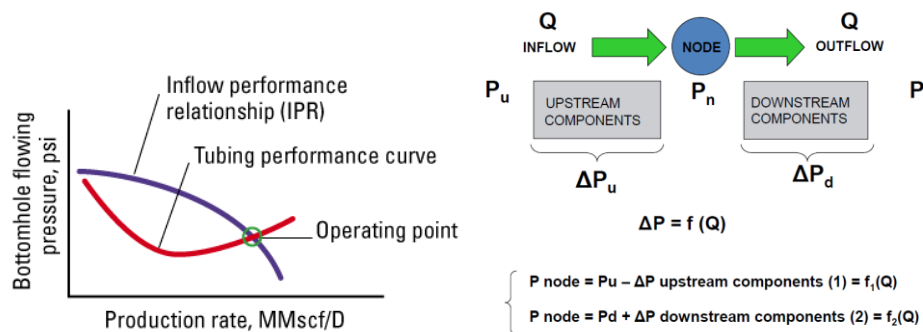 Inflow performance
relationship (IPR)
Tubing performance curve
Operating point
Bottomhole flowing
pressure, psi
Production rate, MMscf/D
Q
INFLOW
NODE
Q
OUTFLOW
Pu
UPSTREAM
COMPONENTS
Pn
DOWNSTREAM
COMPONENTS
P
ΔPu
ΔPd
ΔP = f (Q)
P node = Pu – ΔP upstream components (1) = f1(Q)
P node = Pd + ΔP downstream components (2) = f2(Q)